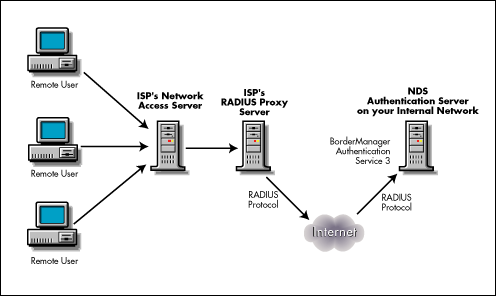 Remote User
Remote User
Remote User
ISP's Network
Access Server
ISP's
RADIUS Proxy
Server
NDS
Authentication Server
on your Internal Network
BorderManager
Authentication
Service 3
RADIUS
Protocol
Internet
RADIUS
Protocol